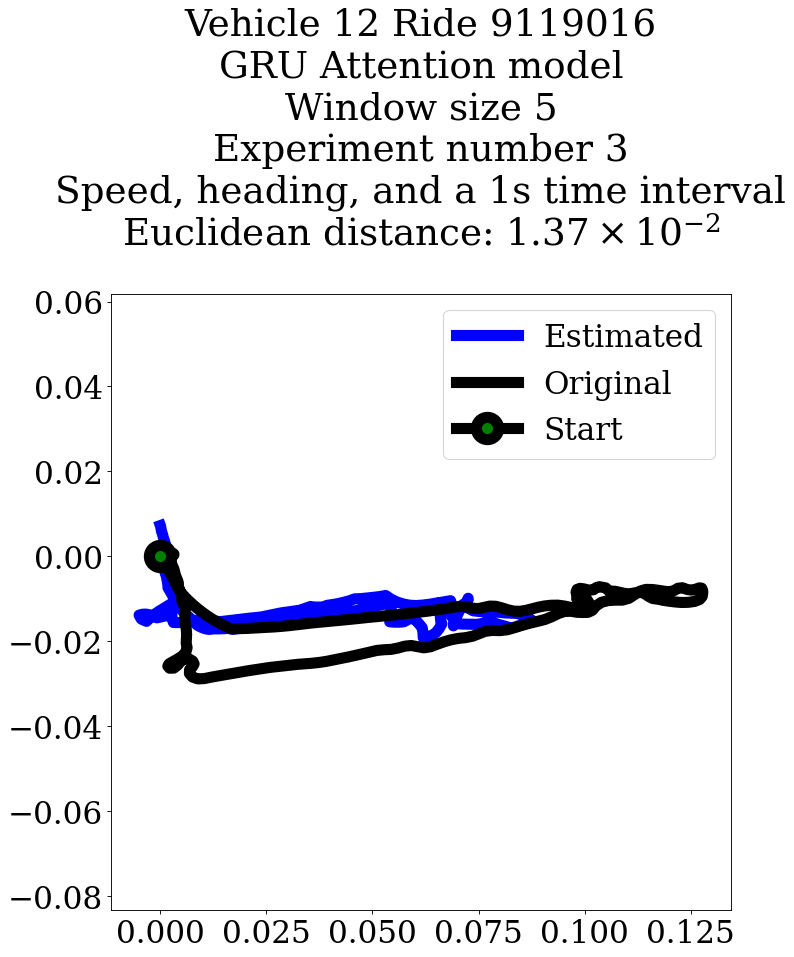 Vehicle 12 Ride 9119016
GRU Attention model
Window size 5
Experiment number 3
Speed, heading, and a 1s time interval
Euclidean distance: 1.37 × 10⁻²
Estimated
Original
Start
0.06
0.04
0.02
0.00
−0.02
−0.04
−0.06
−0.08
0.000 0.025 0.050 0.075 0.100 0.125